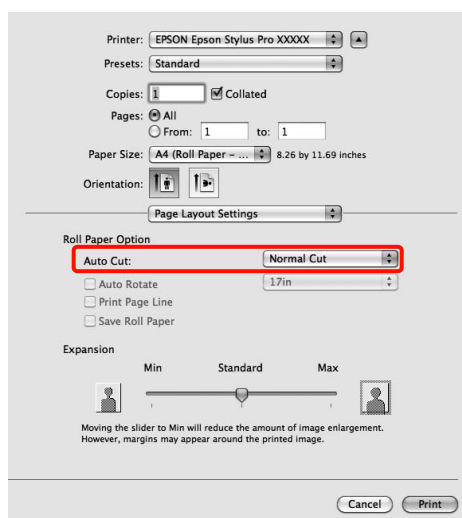 Printer: EPSON Epson Stylus Pro XXXXX
Presets: Standard
Copies: 1 Collated
Pages: All
From: 1 to: 1
Paper Size: A4 (Roll Paper – ... 8.26 by 11.69 inches
Orientation:
Page Layout Settings
Roll Paper Option
Auto Cut: Normal Cut
Auto Rotate 17in
Print Page Line
Save Roll Paper
Expansion
Min Standard Max
Moving the slider to Min will reduce the amount of image enlargement.
However, margins may appear around the printed image.
Cancel Print